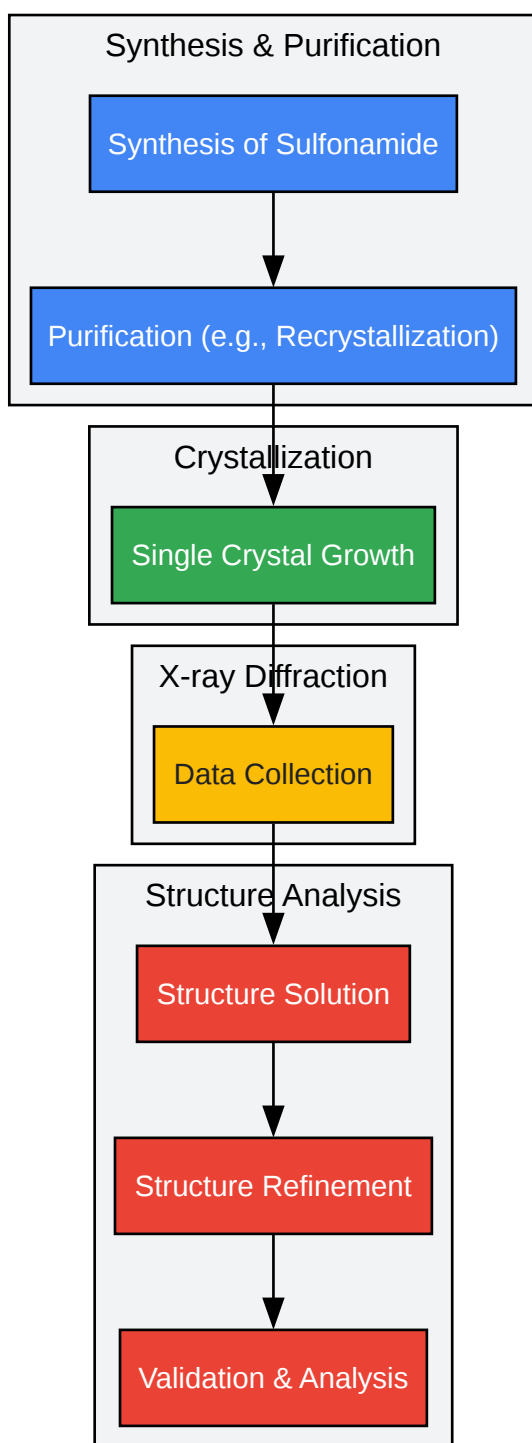 Synthesis & Purification
Synthesis of Sulfonamide
Purification (e.g., Recrystallization)
Crystallization
Single Crystal Growth
X-ray Diffraction
Data Collection
Structure Analysis
Structure Solution
Structure Refinement
Validation & Analysis